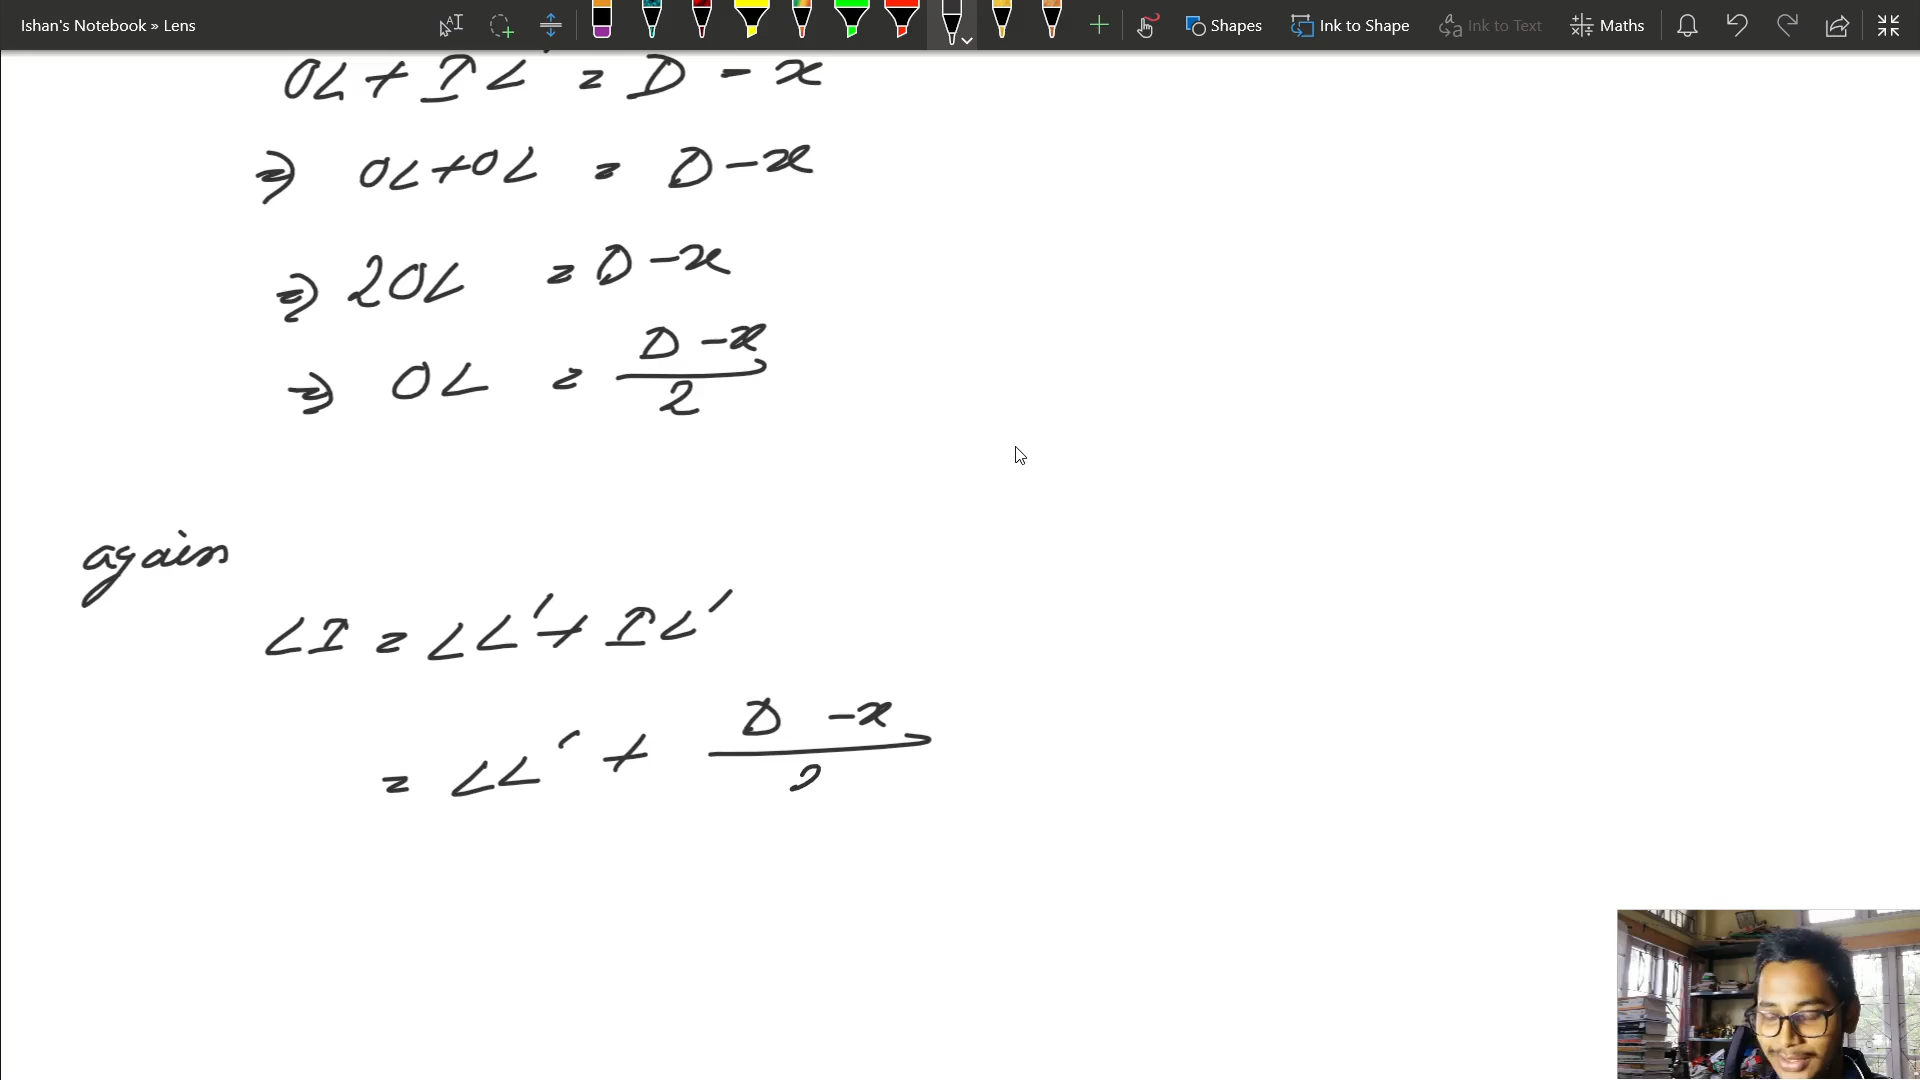 Ishan's Notebook » Lens Shapes Ink to Shape Ink to Text Maths
OL + IL' = D - x
⇒ OL + OL = D - x
⇒ 2OL = D - x
⇒ OL = (D - x)/2
again
LI = LL' + IL'
= LL' + (D - x)/2